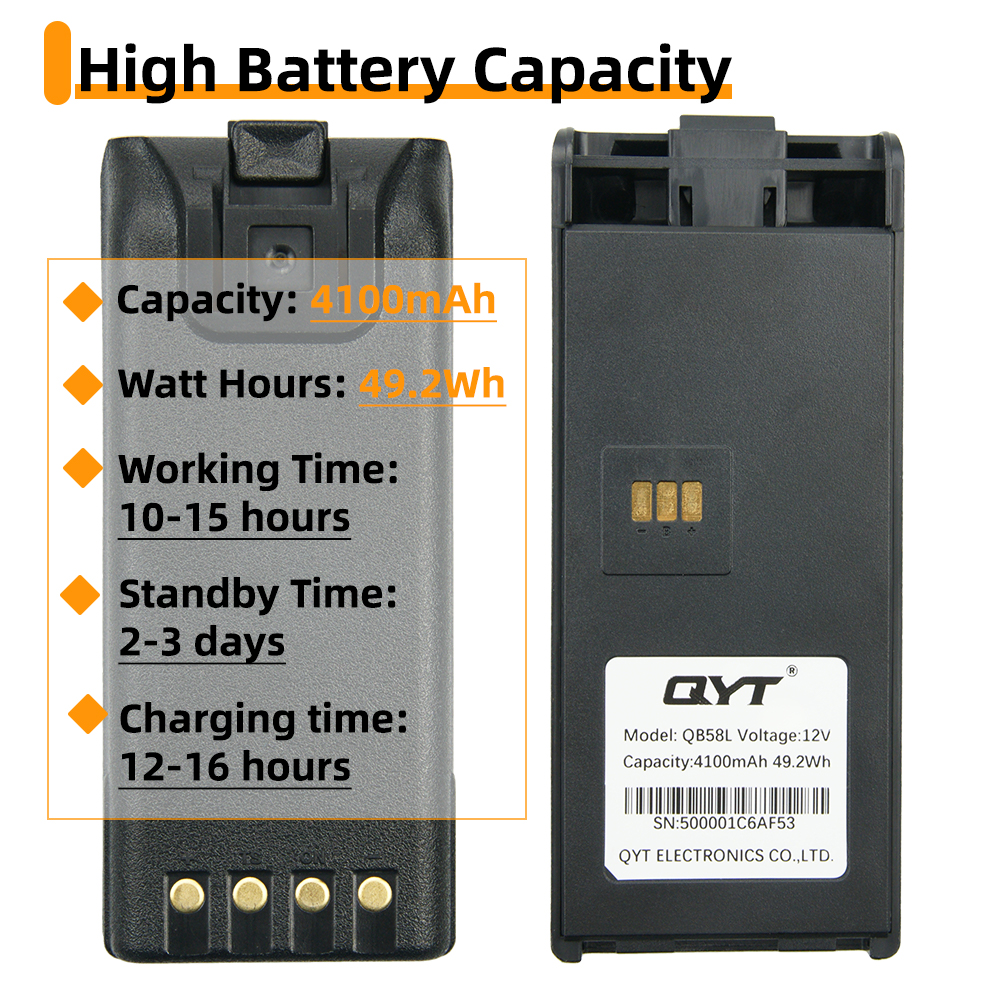 High Battery Capacity
Capacity: 4100mAh
Watt Hours: 49.2Wh
Working Time:
10-15 hours
Standby Time:
2-3 days
Charging time:
12-16 hours
- B +
QYT®
Model: QB58L Voltage:12V
Capacity:4100mAh 49.2Wh
SN:500001C6AF53
QYT ELECTRONICS CO.,LTD.